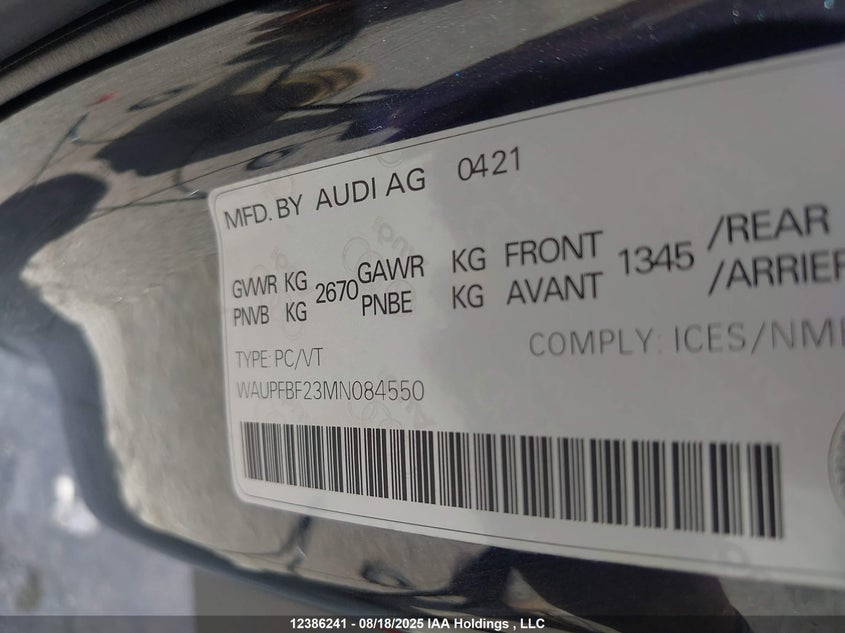 MFD. BY AUDI AG 0421
GVWR KG 2670 GAWR KG FRONT 1345 /REAR
PNVB KG PNBE KG AVANT /ARRIER
COMPLY: ICES/NM
TYPE: PC/VT
WAUPFBF23MN084550
12386241 - 08/18/2025 IAA Holdings , LLC